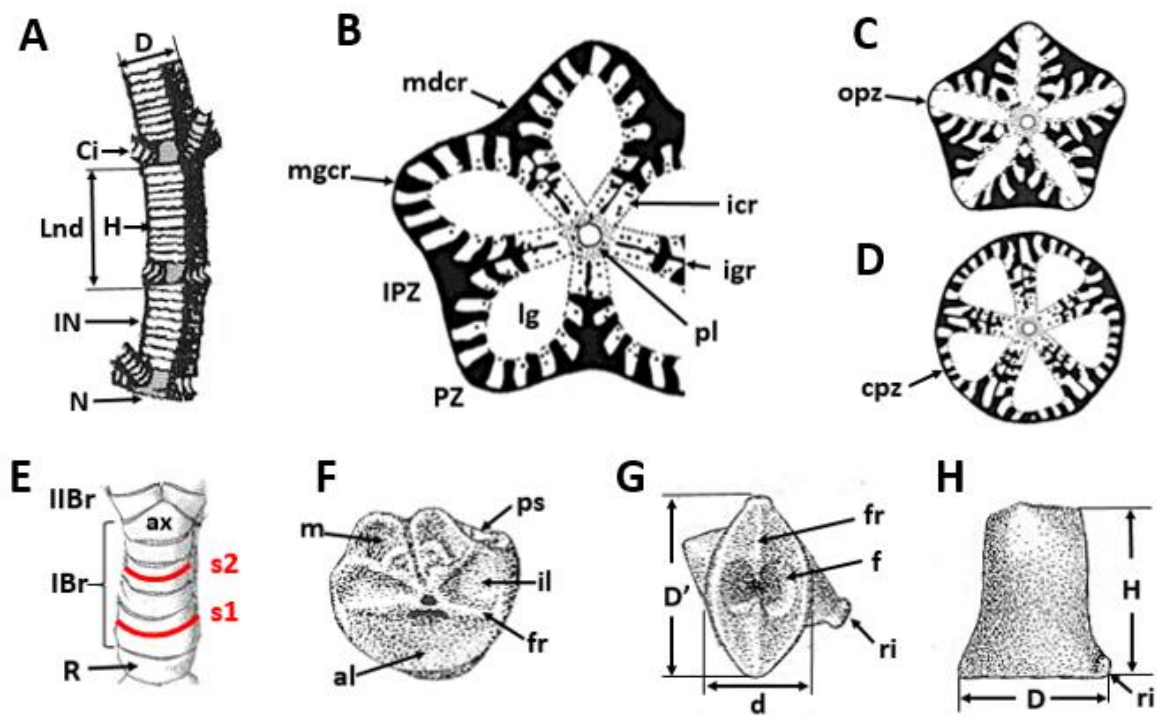 A
D
Ci
Lnd
H
IN
N
B
mdcr
mgcr
icr
igr
IPZ
lg
pl
PZ
C
opz
D
cpz
E
IIBr
ax
IBr
s2
s1
R
F
ps
m
il
fr
al
G
fr
D'
f
ri
d
H
H
D
ri